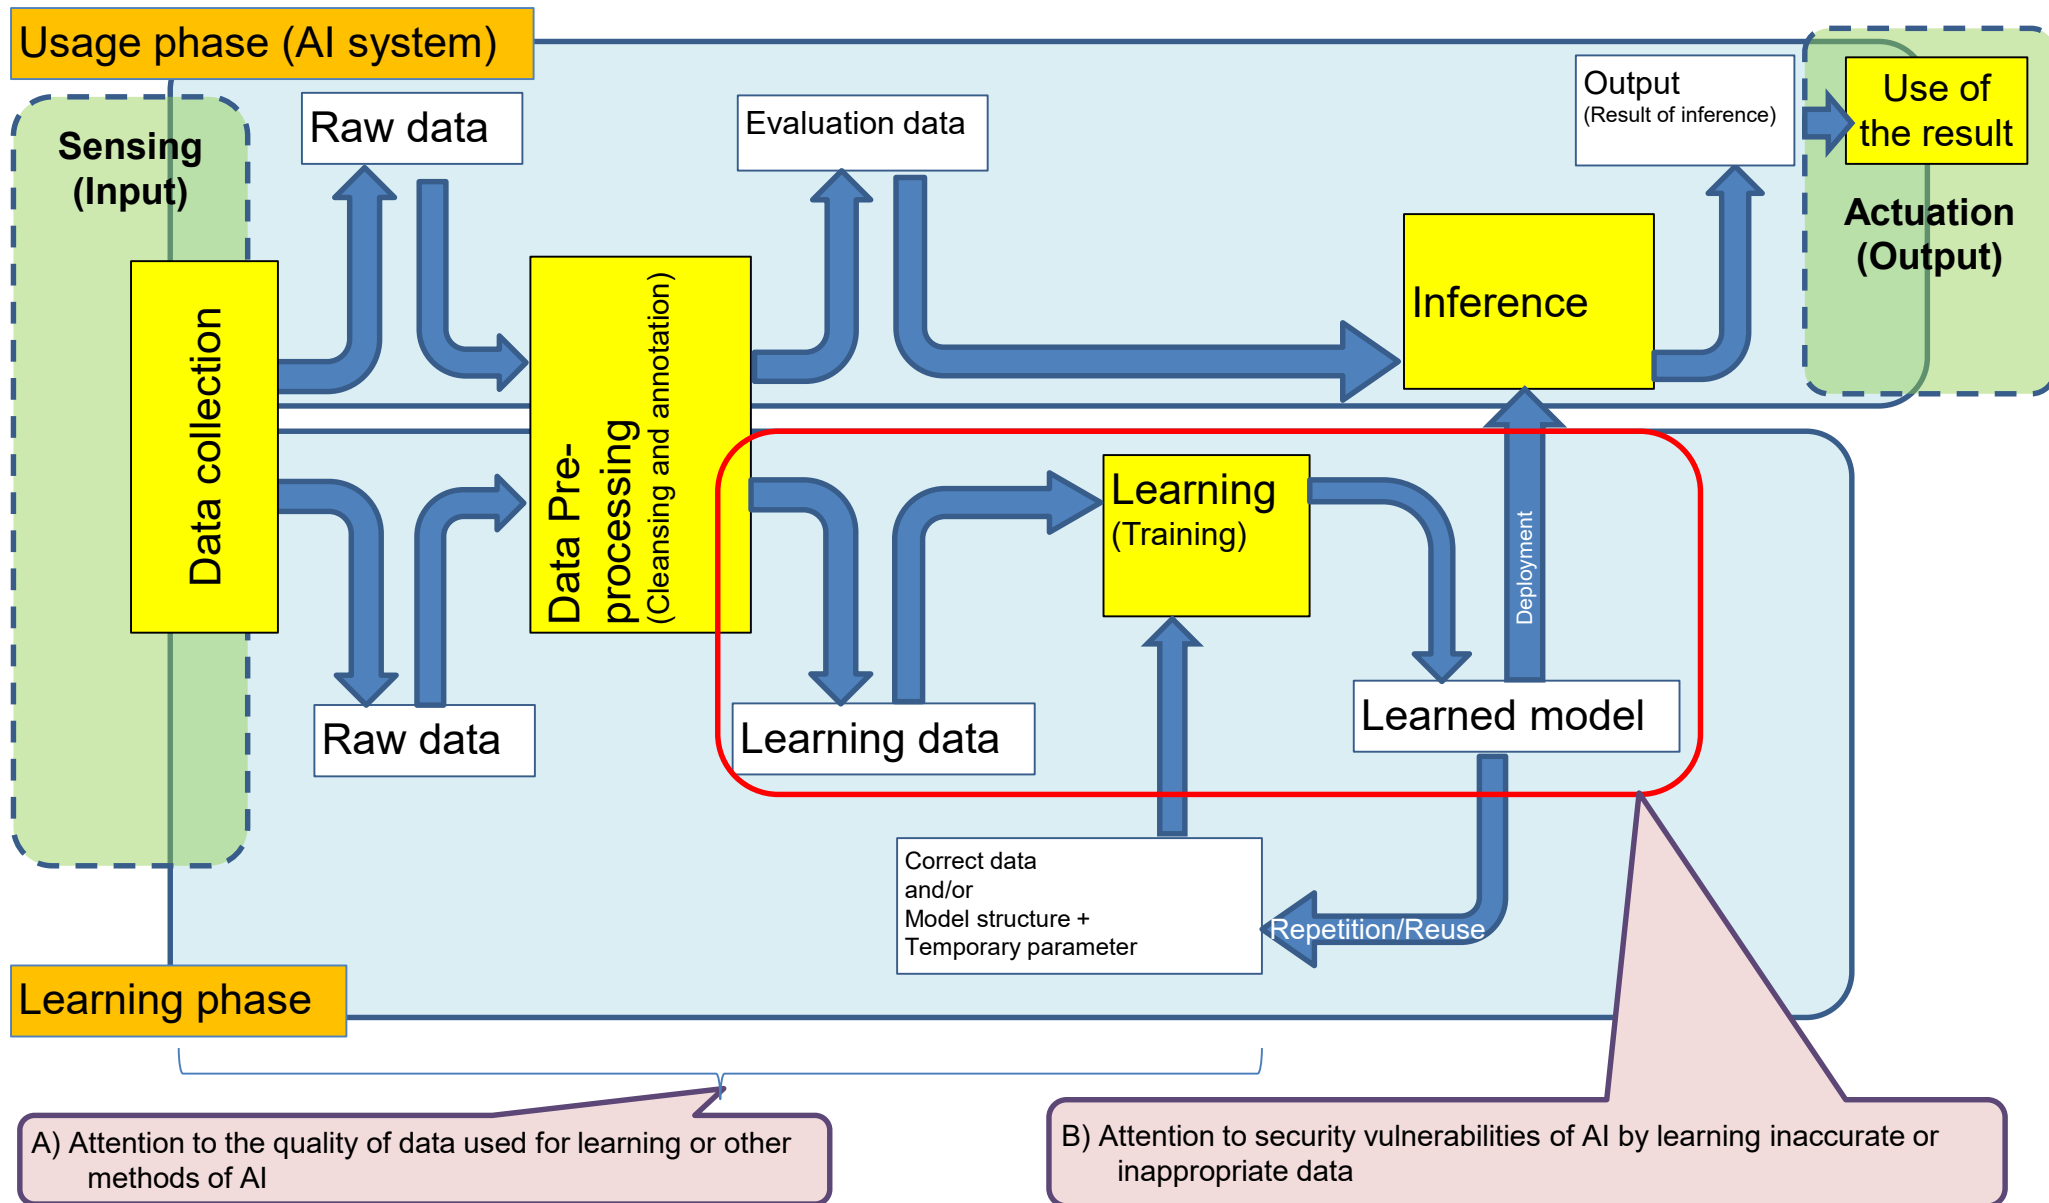 Usage phase (AI system)
Sensing
(Input)
Raw data
Evaluation data
Output
(Result of inference)
Use of
the result
Actuation
(Output)
Data collection
Data Pre-
processing
(Cleansing and annotation)
Inference
Learning
(Training)
Deployment
Raw data
Learning data
Learned model
Correct data
and/or
Model structure +
Temporary parameter
Repetition/Reuse
Learning phase
A) Attention to the quality of data used for learning or other
methods of AI
B) Attention to security vulnerabilities of AI by learning inaccurate or
inappropriate data